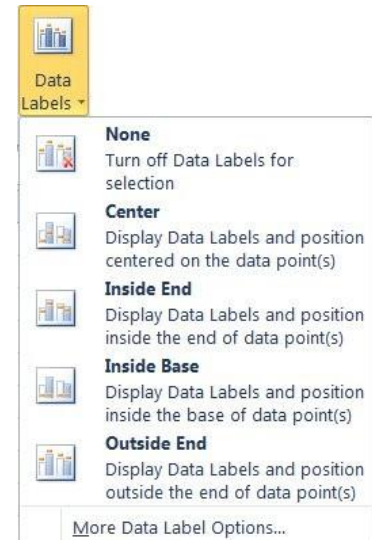 Data
Labels
None
Turn off Data Labels for
selection
Center
Display Data Labels and position
centered on the data point(s)
Inside End
Display Data Labels and position
inside the end of data point(s)
Inside Base
Display Data Labels and position
inside the base of data point(s)
Outside End
Display Data Labels and position
outside the end of data point(s)
More Data Label Options...